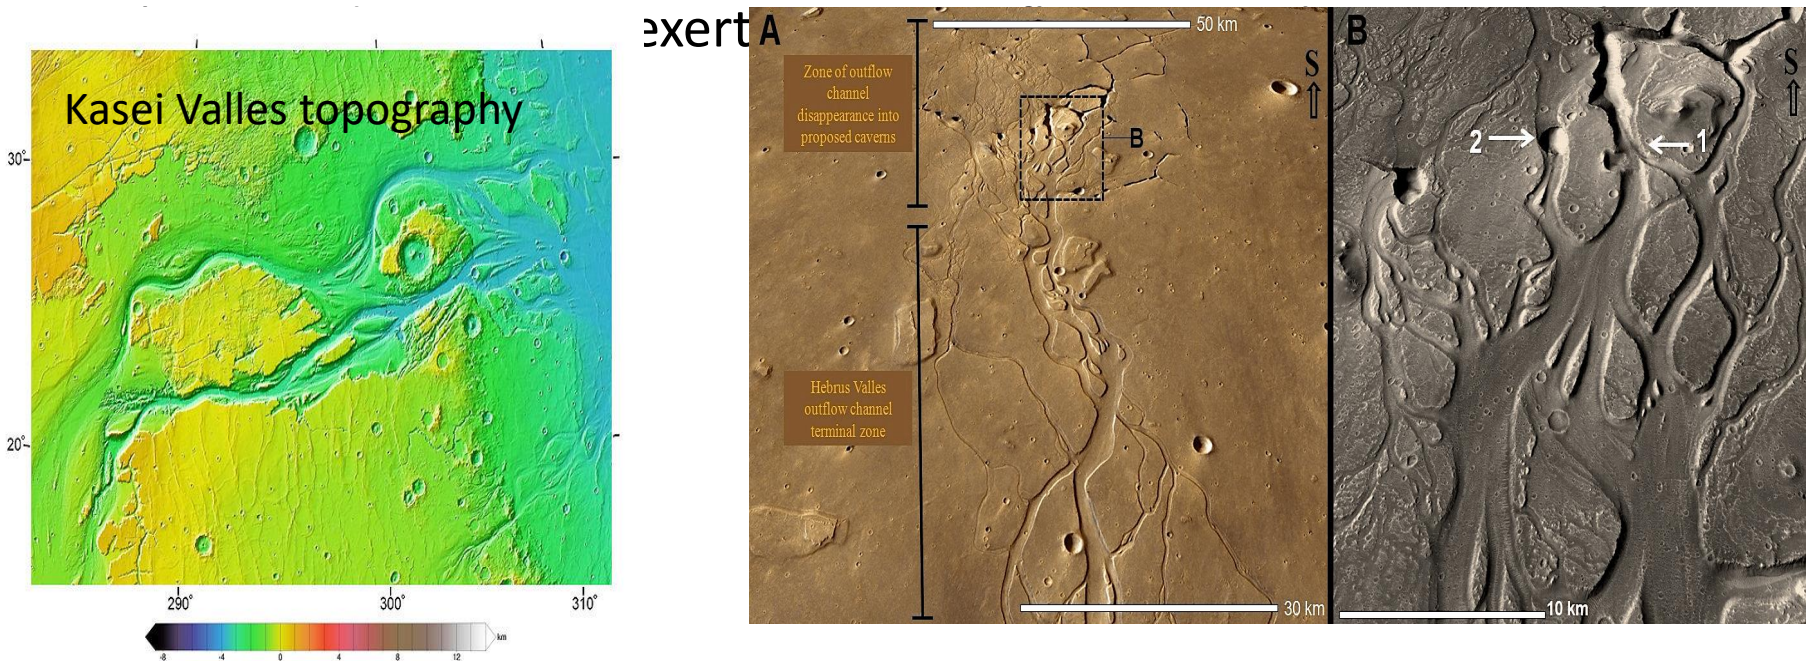 exert
Kasei Valles topography
30°
20°
290°
300°
310°
-8 -4 0 4 8 12 km
A
50 km
Zone of outflow
channel
disappearance into
proposed caverns
S
B
Hebrus Valles
outflow channel
terminal zone
30 km
B
S
2
1
10 km